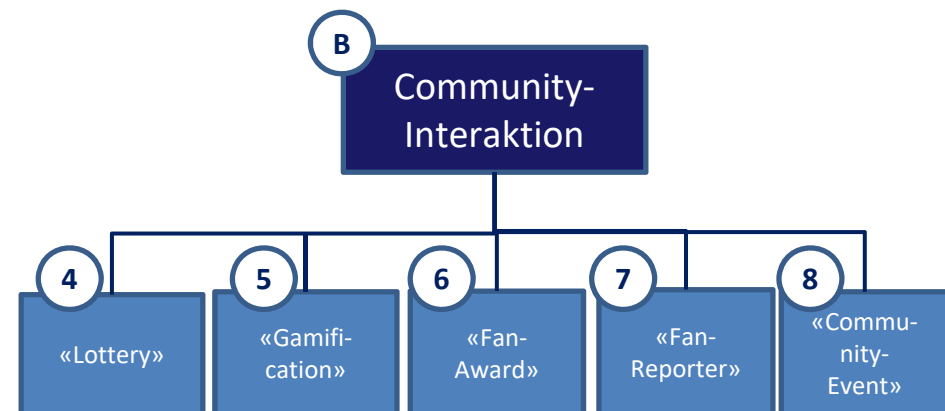 B
Community-
Interaktion
4
«Lottery»
5
«Gamifi-
cation»
6
«Fan-
Award»
7
«Fan-
Reporter»
8
«Commu-
nity-
Event»